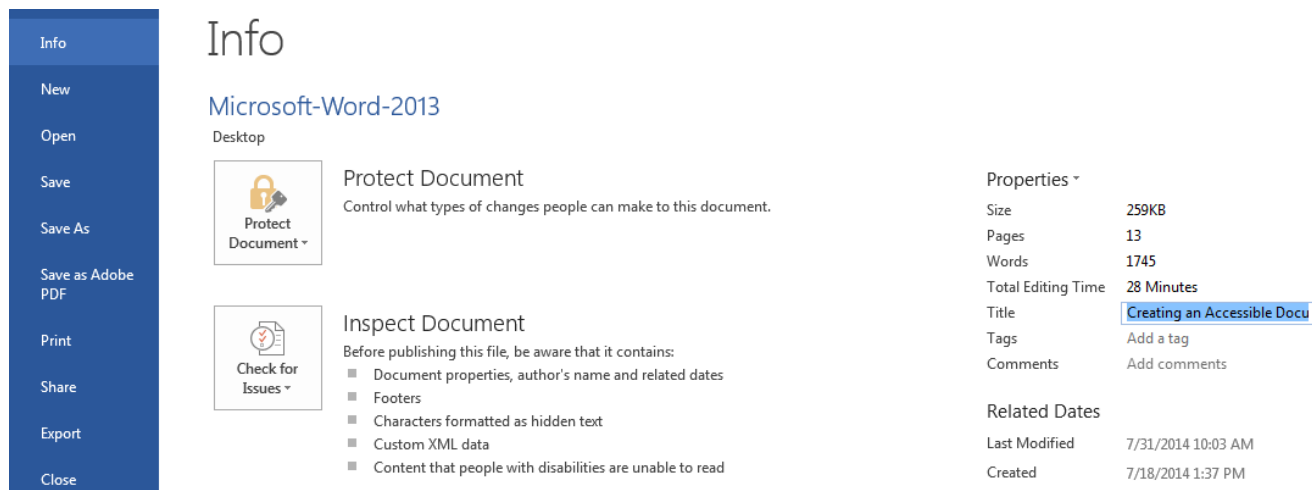 Info
New
Open
Save
Save As
Save as Adobe
PDF
Print
Share
Export
Close
Info
Microsoft-Word-2013
Desktop
Protect
Document
Protect Document
Control what types of changes people can make to this document.
Check for
Issues
Inspect Document
Before publishing this file, be aware that it contains:
Document properties, author's name and related dates
Footers
Characters formatted as hidden text
Custom XML data
Content that people with disabilities are unable to read
Properties
Size 259KB
Pages 13
Words 1745
Total Editing Time 28 Minutes
Title Creating an Accessible Docu
Tags Add a tag
Comments Add comments
Related Dates
Last Modified 7/31/2014 10:03 AM
Created 7/18/2014 1:37 PM